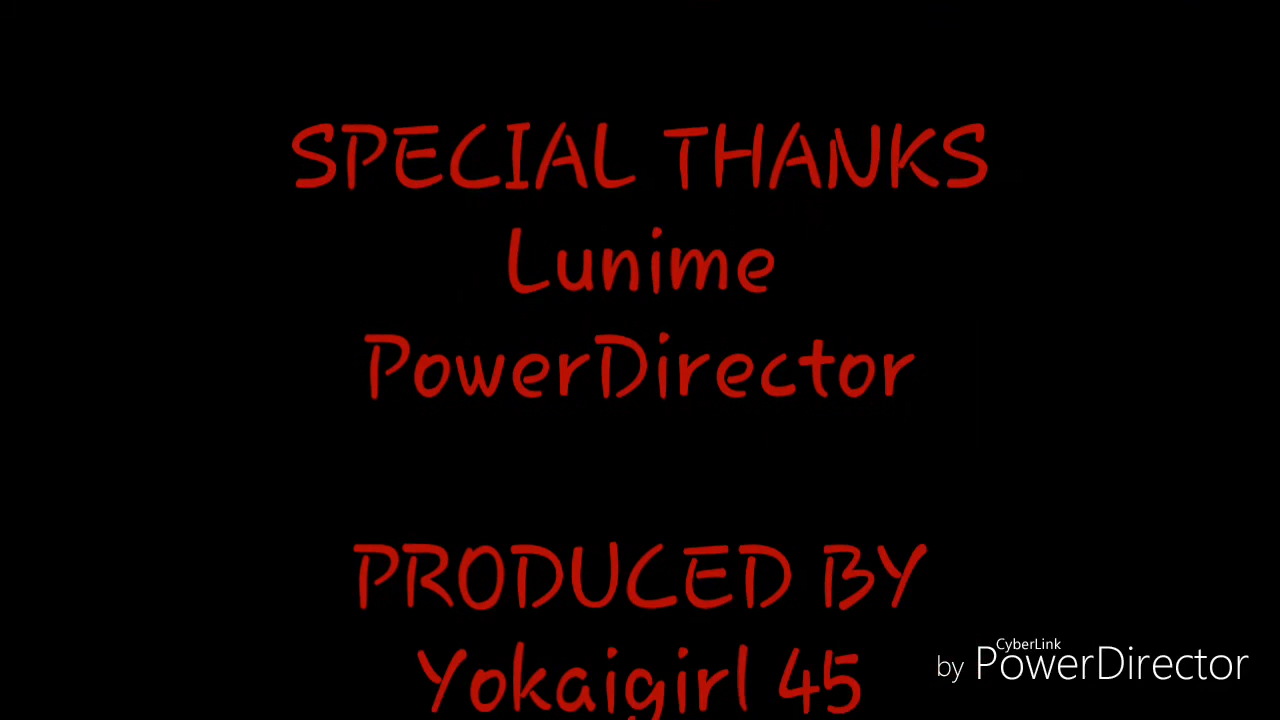 SPECIAL THANKS
Lunime
PowerDirector
PRODUCED BY
Yokaigirl 45
CyberLink
by PowerDirector